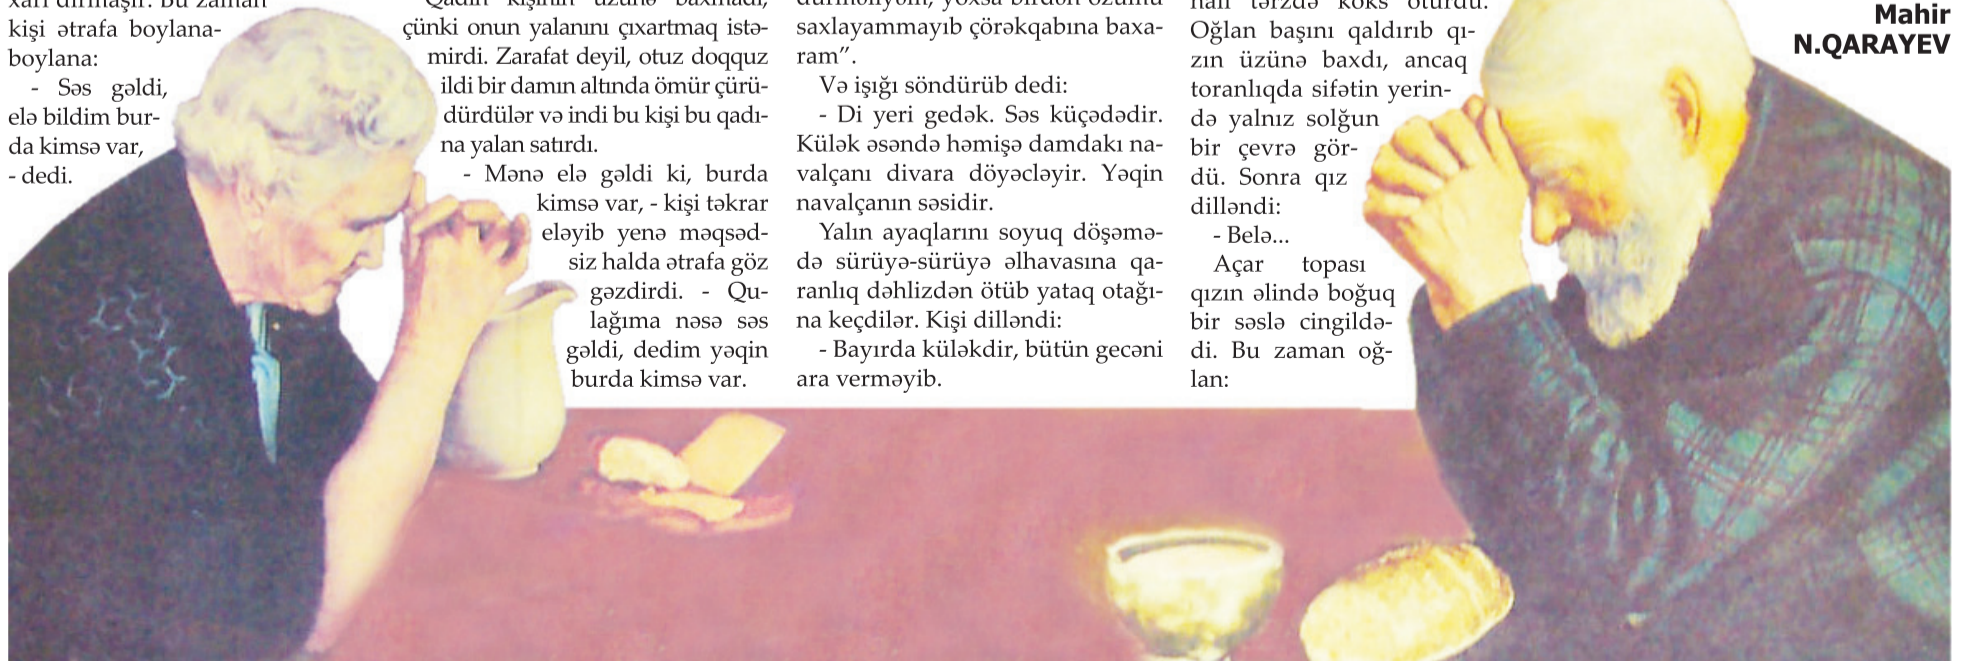 kişi ətrafa boylana-
boylana:
- Səs gəldi,
elə bildim bur-
da kimsə var,
- dedi.
Qadın kişinin üzünə baxmadı,
çünki onun yalanını çıxartmaq istə-
mirdi. Zarafat deyil, otuz doqquz
ildi bir damın altında ömür çürü-
dürdülər və indi bu kişi bu qadı-
na yalan satırdı.
- Mənə elə gəldi ki, burda
kimsə var, - kişi təkrar
eləyib yenə məqsəd-
siz halda ətrafa göz
gəzdirdi. - Qu-
lağıma nəsə səs
gəldi, dedim yəqin
burda kimsə var.
saxlayammayıb çörəkqabına baxa-
ram”.
Və işığı söndürüb dedi:
- Di yeri gedək. Səs küçədədir.
Külək əsəndə həmişə damdakı na-
valçanı divara döyəcləyir. Yəqin
navalçanın səsidir.
Yalın ayaqlarını soyuq döşəmə-
də sürüyə-sürüyə əlhavasına qa-
ranlıq dəhlizdən ötüb yataq otağı-
na keçdilər. Kişi dilləndi:
- Bayırda küləkdir, bütün gecəni
ara verməyib.
Oğlan başını qaldırıb qı-
zın üzünə baxdı, ancaq
toranlıqda sifətin yerin-
də yalnız solğun
bir çevrə gör-
dü. Sonra qız
dilləndi:
- Belə...
Açar topası
qızın əlində boğuq
bir səslə cingildə-
di. Bu zaman oğ-
lan:
Mahir
N.QARAYEV